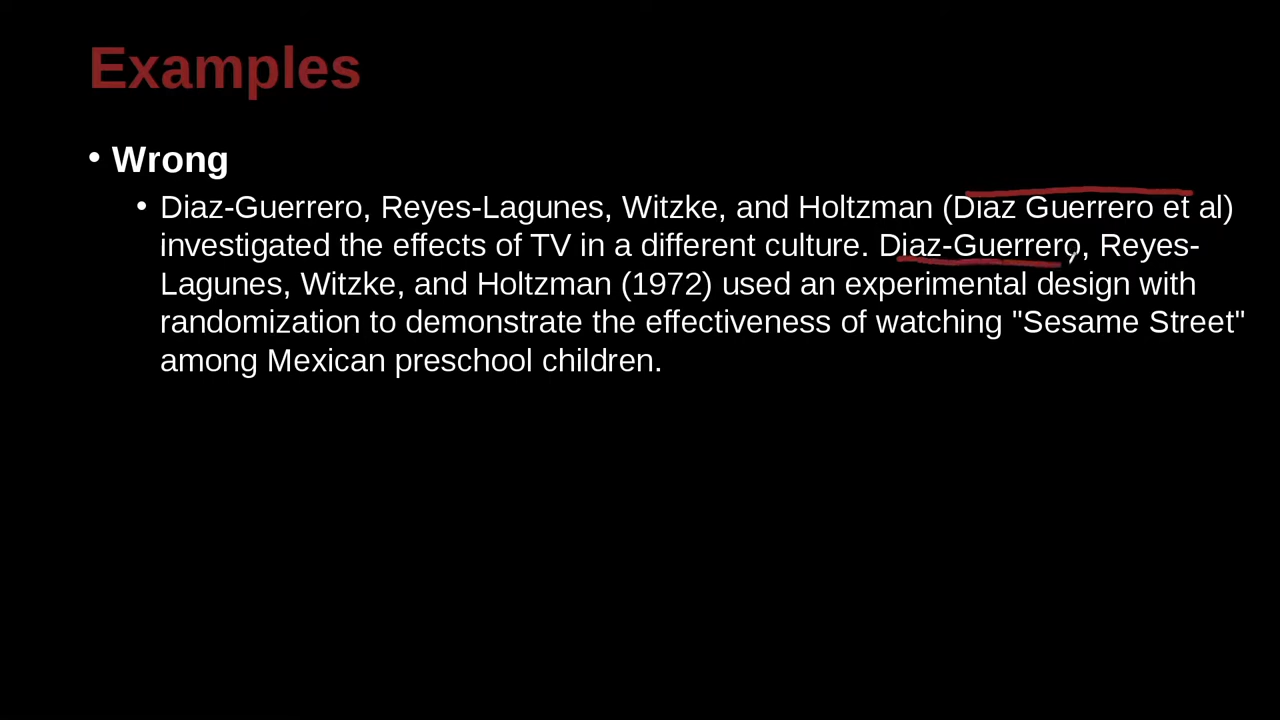 Examples
• Wrong
• Diaz-Guerrero, Reyes-Lagunes, Witzke, and Holtzman (Diaz Guerrero et al)
investigated the effects of TV in a different culture. Diaz-Guerrero, Reyes-
Lagunes, Witzke, and Holtzman (1972) used an experimental design with
randomization to demonstrate the effectiveness of watching "Sesame Street"
among Mexican preschool children.